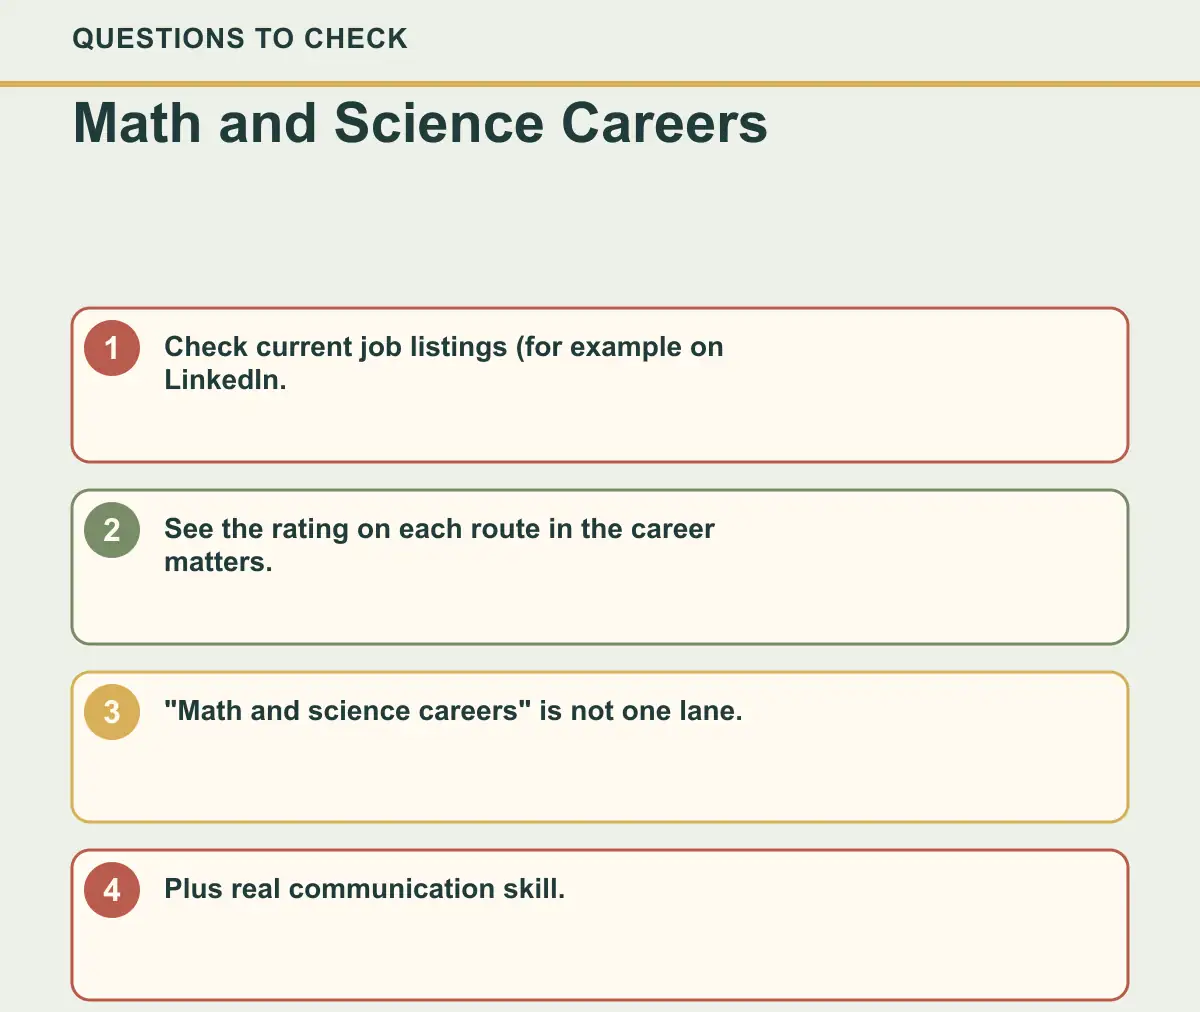 QUESTIONS TO CHECK
Math and Science Careers
1
Check current job listings (for example on
LinkedIn.
2
See the rating on each route in the career
matters.
3
"Math and science careers" is not one lane.
4
Plus real communication skill.